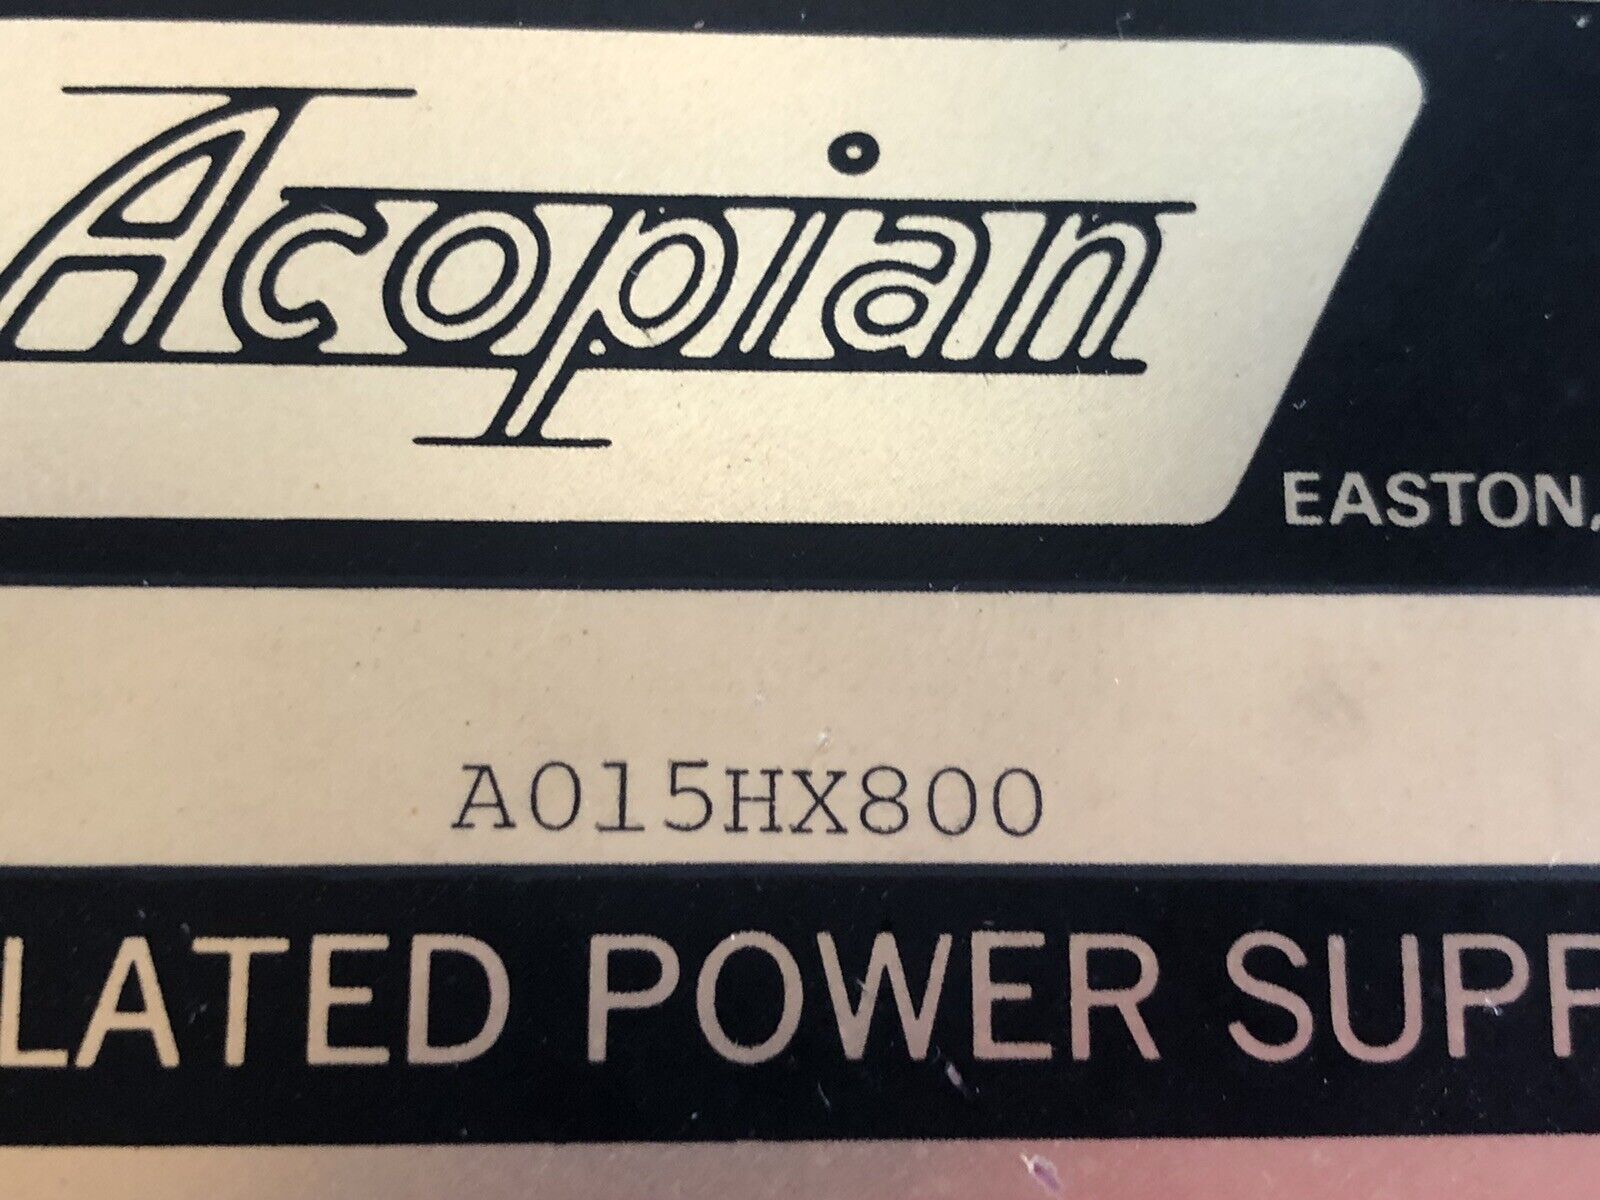 Acopian
EASTON,
A015HX800
LATED POWER SUPP